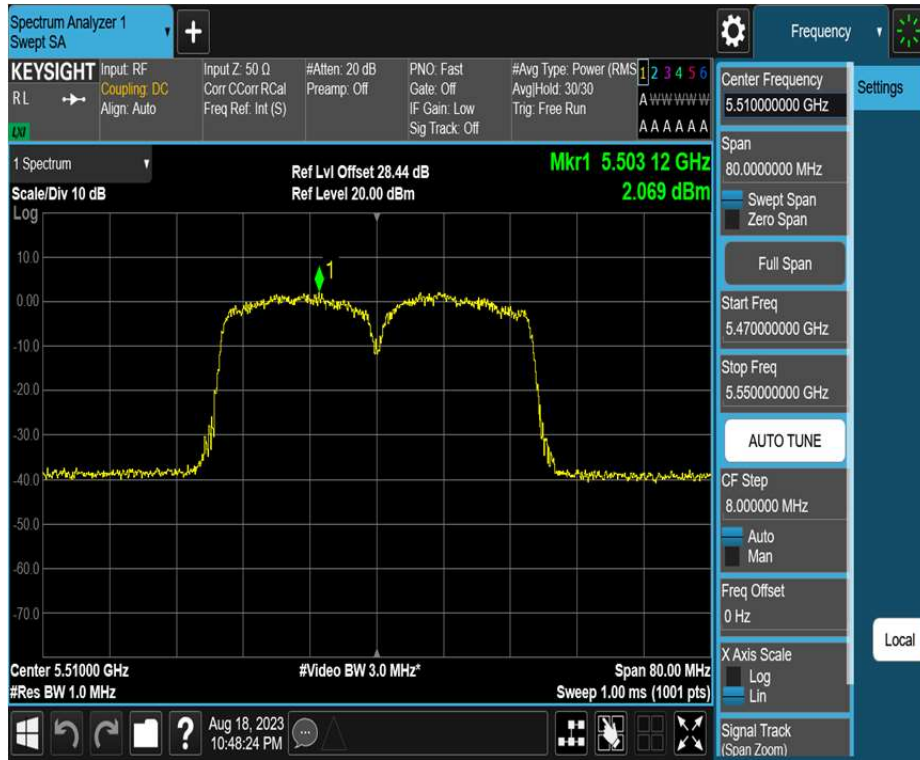 Spectrum Analyzer 1
Swept SA
Frequency
KEYSIGHT
R L
LXI
Input: RF
Coupling: DC
Align: Auto
Input Z: 50 Ω
Corr CCorr RCal
Freq Ref: Int (S)
#Atten: 20 dB
Preamp: Off
PNO: Fast
Gate: Off
IF Gain: Low
Sig Track: Off
#Avg Type: Power (RMS
Avg|Hold: 30/30
Trig: Free Run
1 2 3 4 5 6
A W W W W W
A A A A A A
1 Spectrum
Scale/Div 10 dB
Log
Ref Lvl Offset 28.44 dB
Ref Level 20.00 dBm
Mkr1 5.503 12 GHz
2.069 dBm
1
10.0
0.00
-10.0
-20.0
-30.0
-40.0
-50.0
-60.0
-70.0
Center 5.51000 GHz
#Res BW 1.0 MHz
#Video BW 3.0 MHz*
Span 80.00 MHz
Sweep 1.00 ms (1001 pts)
?
Aug 18, 2023
10:48:24 PM
Center Frequency
5.510000000 GHz
Settings
Span
80.0000000 MHz
Swept Span
Zero Span
Full Span
Start Freq
5.470000000 GHz
Stop Freq
5.550000000 GHz
AUTO TUNE
CF Step
8.000000 MHz
Auto
Man
Freq Offset
0 Hz
Local
X Axis Scale
Log
Lin
Signal Track
(Span Zoom)